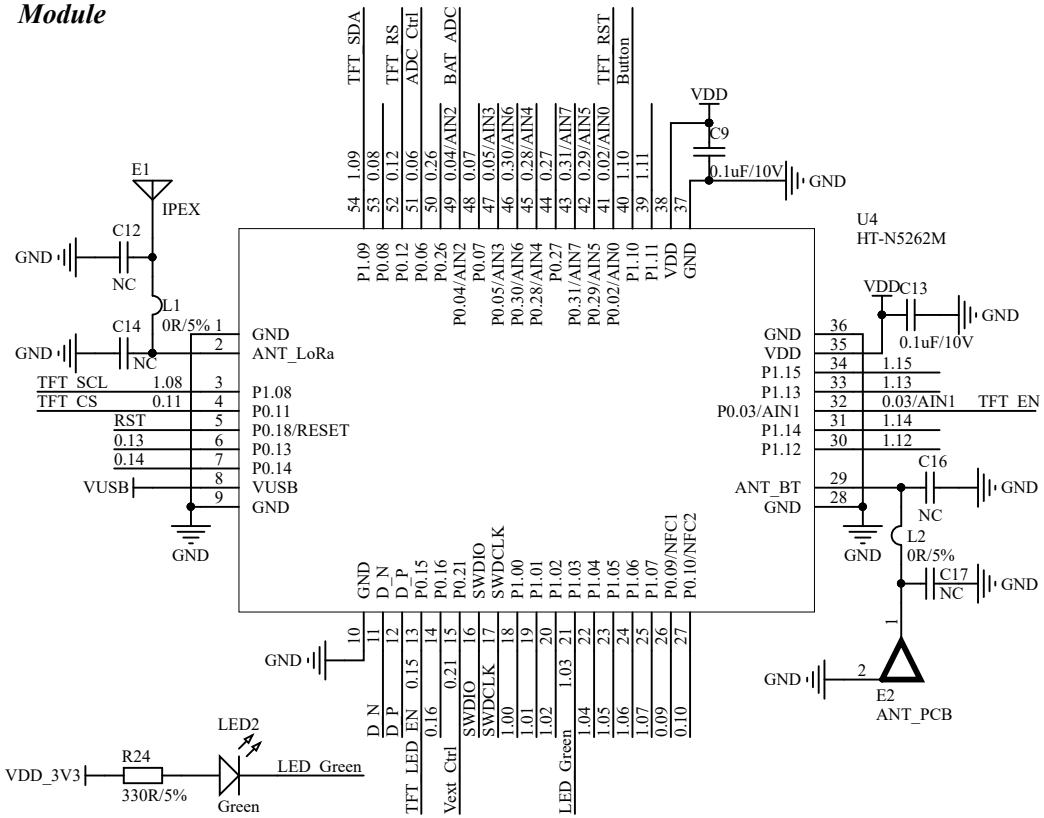 Module
TFT_SDA
TFT_RS
ADC_Ctrl
BAT_ADC
TFT_RST
Button
1.09
0.08
0.12
0.06
0.26
0.04/AIN2
0.07
0.05/AIN3
0.30/AIN6
0.28/AIN4
0.27
0.31/AIN7
0.29/AIN5
0.02/AIN0
1.10
1.11
54
53
52
51
50
49
48
47
46
45
44
43
42
41
40
39
38
37
P1.09
P0.08
P0.12
P0.06
P0.26
P0.04/AIN2
P0.07
P0.05/AIN3
P0.30/AIN6
P0.28/AIN4
P0.27
P0.31/AIN7
P0.29/AIN5
P0.02/AIN0
P1.10
P1.11
VDD
GND
VDD
C9
0.1uF/10V
GND
U4
HT-N5262M
E1
IPEX
C12
GND
NC
L1
0R/5%
C14
GND
NC
1 GND
2 ANT_LoRa
TFT_SCL 1.08 3 P1.08
TFT_CS 0.11 4 P0.11
RST 5 P0.18/RESET
0.13 6 P0.13
0.14 7 P0.14
VUSB 8 VUSB
9 GND
GND
VDD
C13
GND
0.1uF/10V
GND 36
VDD 35
P1.15 34 1.15
P1.13 33 1.13
P0.03/AIN1 32 0.03/AIN1 TFT_EN
P1.14 31 1.14
P1.12 30 1.12
ANT_BT 29
GND 28
GND
C16
GND
NC
L2
0R/5%
C17
GND
NC
1
GND
2
E2
ANT_PCB
GND
D_N
D_P
P0.15
P0.16
P0.21
SWDIO
SWDCLK
P1.00
P1.01
P1.02
P1.03
P1.04
P1.05
P1.06
P1.07
P0.09/NFC1
P0.10/NFC2
10
11
12
13
14
15
16
17
18
19
20
21
22
23
24
25
26
27
GND
D_N
D_P
TFT_LED_EN 0.15
0.16
Vext_Ctrl 0.21
SWDIO
SWDCLK
1.00
1.01
1.02
LED_Green 1.03
1.04
1.05
1.06
1.07
0.09
0.10
LED2
R24
VDD_3V3
LED_Green
330R/5%
Green